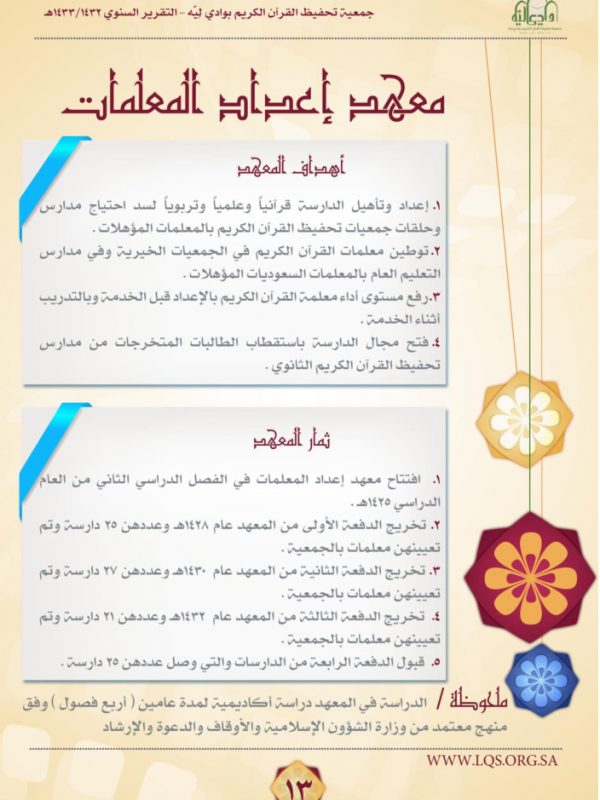 جمعية تحفيظ القرآن الكريم بوادي ليّه - التقرير السنوي ١٤٣٢/١٤٣٣هـ
معهد إعداد المعلمات
أهداف المعهد
١. إعداد وتأهيل الدارسة قرآنياً وعلمياً وتربوياً لسد احتياج مدارس
وحلقات جمعيات تحفيظ القرآن الكريم بالمعلمات المؤهلات .
٢. توطين معلمات القرآن الكريم في الجمعيات الخيرية وفي مدارس
التعليم العام بالمعلمات السعوديات المؤهلات .
٣.رفع مستوى أداء معلمة القرآن الكريم بالإعداد قبل الخدمة وبالتدريب
أثناء الخدمة .
٤. فتح مجال الدارسة باستقطاب الطالبات المتخرجات من مدارس
تحفيظ القرآن الكريم الثانوي .
ثمار المعهد
١. افتتاح معهد إعداد المعلمات في الفصل الدراسي الثاني من العام
الدراسي ١٤٢٥هـ .
٢. تخريج الدفعة الأولى من المعهد عام ١٤٢٨هـ وعددهن ٢٥ دارسة وتم
تعيينهن معلمات بالجمعية .
٣. تخريج الدفعة الثانية من المعهد عام ١٤٣٠هـ وعددهن ٢٧ دارسة وتم
تعيينهن معلمات بالجمعية .
٤. تخريج الدفعة الثالثة من المعهد عام ١٤٣٢هـ وعددهن ٢١ دارسة وتم
تعيينهن معلمات بالجمعية .
٥. قبول الدفعة الرابعة من الدارسات والتي وصل عددهن ٢٥ دارسة .
ملحوظة / الدراسة في المعهد دراسة أكاديمية لمدة عامين ( أربع فصول ) وفق
منهج معتمد من وزارة الشؤون الإسلامية والأوقاف والدعوة والإرشاد
WWW.LQS.ORG.SA
١٣